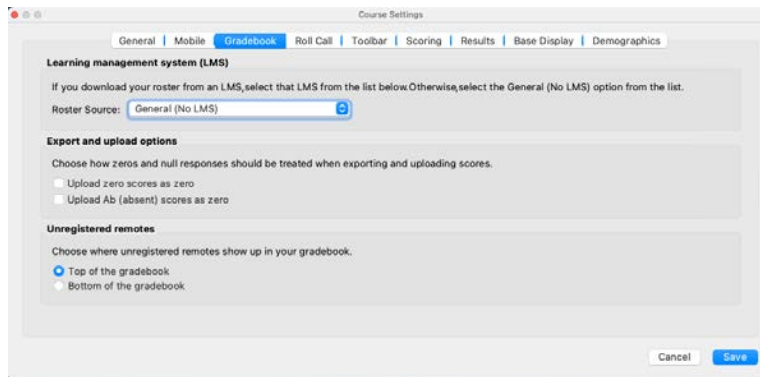 Course Settings
General Mobile Gradebook Roll Call Toolbar Scoring Results Base Display Demographics
Learning management system (LMS)
If you download your roster from an LMS,select that LMS from the list below.Otherwise,select the General (No LMS) option from the list.
Roster Source: General (No LMS)
Export and upload options
Choose how zeros and null responses should be treated when exporting and uploading scores.
Upload zero scores as zero
Upload Ab (absent) scores as zero
Unregistered remotes
Choose where unregistered remotes show up in your gradebook.
Top of the gradebook
Bottom of the gradebook
Cancel Save